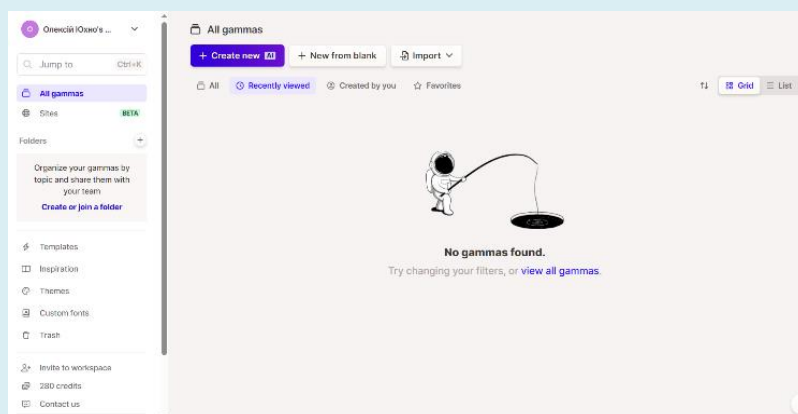 О Олексій Юхно's ...
Jump to Ctrl+K
All gammas
Sites BETA
Folders +
Organize your gammas by
topic and share them with
your team
Create or join a folder
Templates
Inspiration
Themes
Custom fonts
Trash
Invite to workspace
280 credits
Contact us
All gammas
+ Create new AI + New from blank Import
All Recently viewed Created by you Favorites Grid List
No gammas found.
Try changing your filters, or view all gammas.